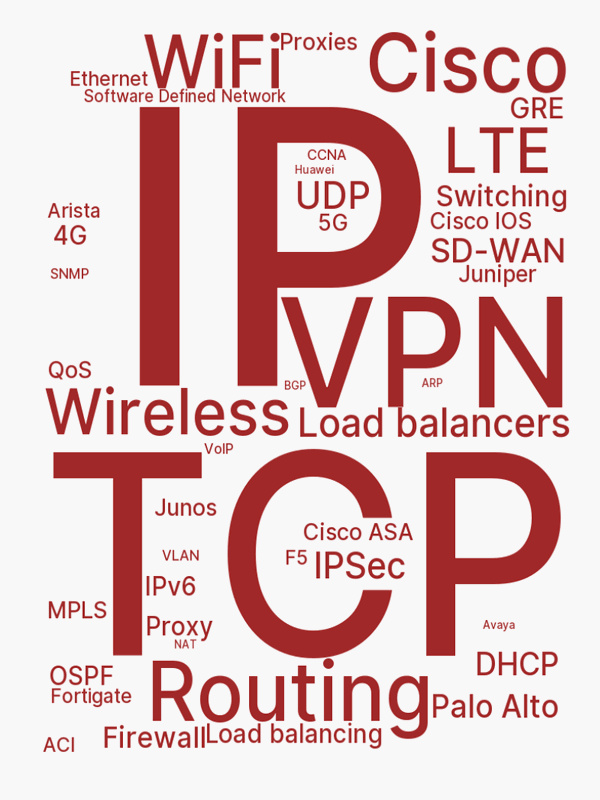 WiFi
Proxies
Cisco
Ethernet
Software Defined Network
GRE
IP
LTE
CCNA
Huawei
UDP
5G
Switching
Arista
Cisco IOS
4G
SD-WAN
SNMP
Juniper
VPN
QoS
BGP
ARP
Wireless
Load balancers
VoIP
TCP
Junos
Cisco ASA
VLAN
F5
IPSec
IPv6
MPLS
Proxy
Avaya
NAT
DHCP
OSPF
Routing
Fortigate
Palo Alto
Firewall
Load balancing
ACI